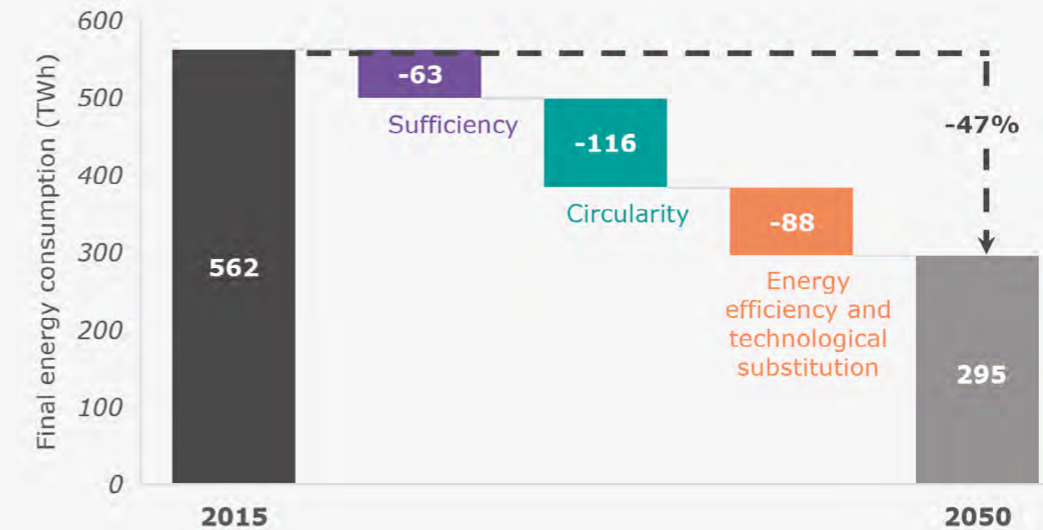 Final energy consumption (TWh)
600
500
400
300
200
100
0
562
2015
-63
Sufficiency
-116
Circularity
-88
Energy
efficiency and
technological
substitution
-47%
295
2050